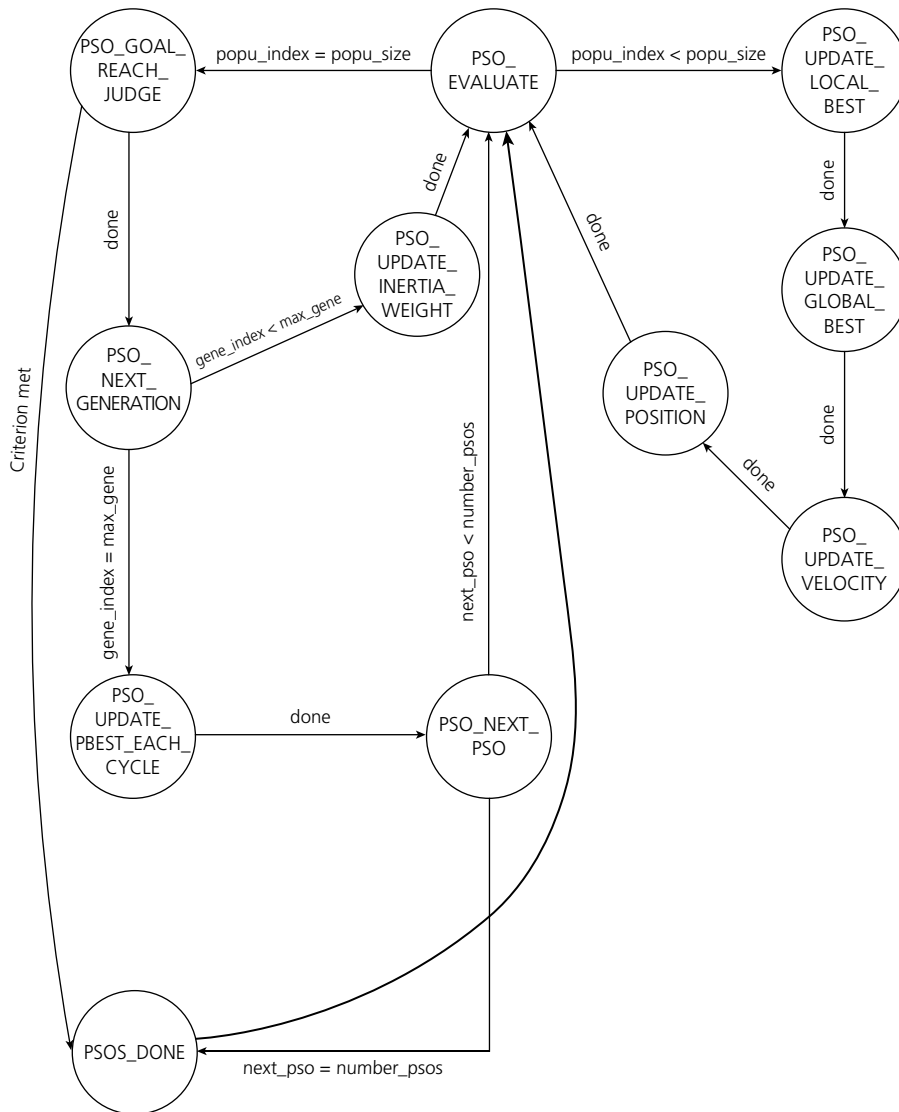 PSO_GOAL_
REACH_
JUDGE
popu_index = popu_size
PSO_
EVALUATE
popu_index < popu_size
PSO_
UPDATE_
LOCAL_
BEST
done
done
done
PSO_
UPDATE_
INERTIA_
WEIGHT
done
PSO_
UPDATE_
GLOBAL_
BEST
gene_index < max_gene
PSO_
NEXT_
GENERATION
PSO_
UPDATE_
POSITION
Criterion met
done
done
next_pso < number_psos
gene_index = max_gene
PSO_
UPDATE_
VELOCITY
PSO_
UPDATE_
PBEST_EACH_
CYCLE
done
PSO_NEXT_
PSO
PSOS_DONE
next_pso = number_psos